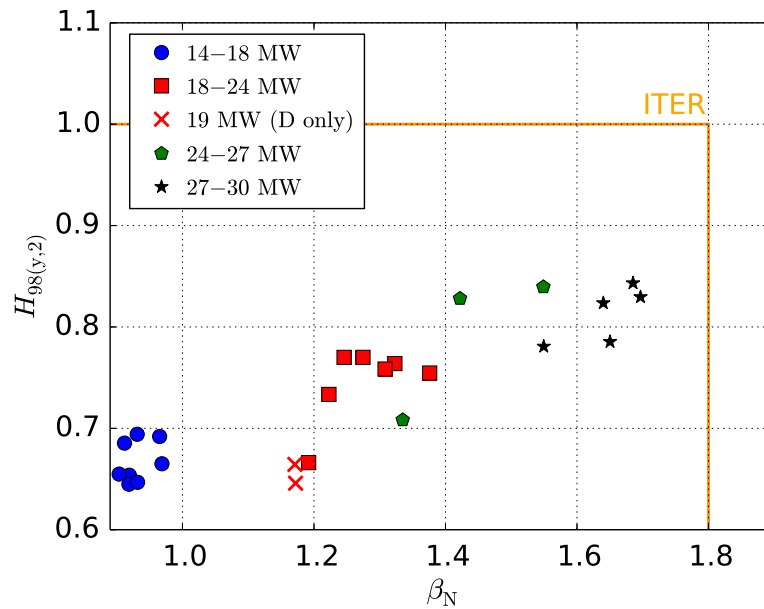 1.1
14−18 MW
18−24 MW
19 MW (D only)
24−27 MW
27−30 MW
ITER
1.0
0.9
0.8
0.7
0.6
H98(y,2)
1.0 1.2 1.4 1.6 1.8
βN